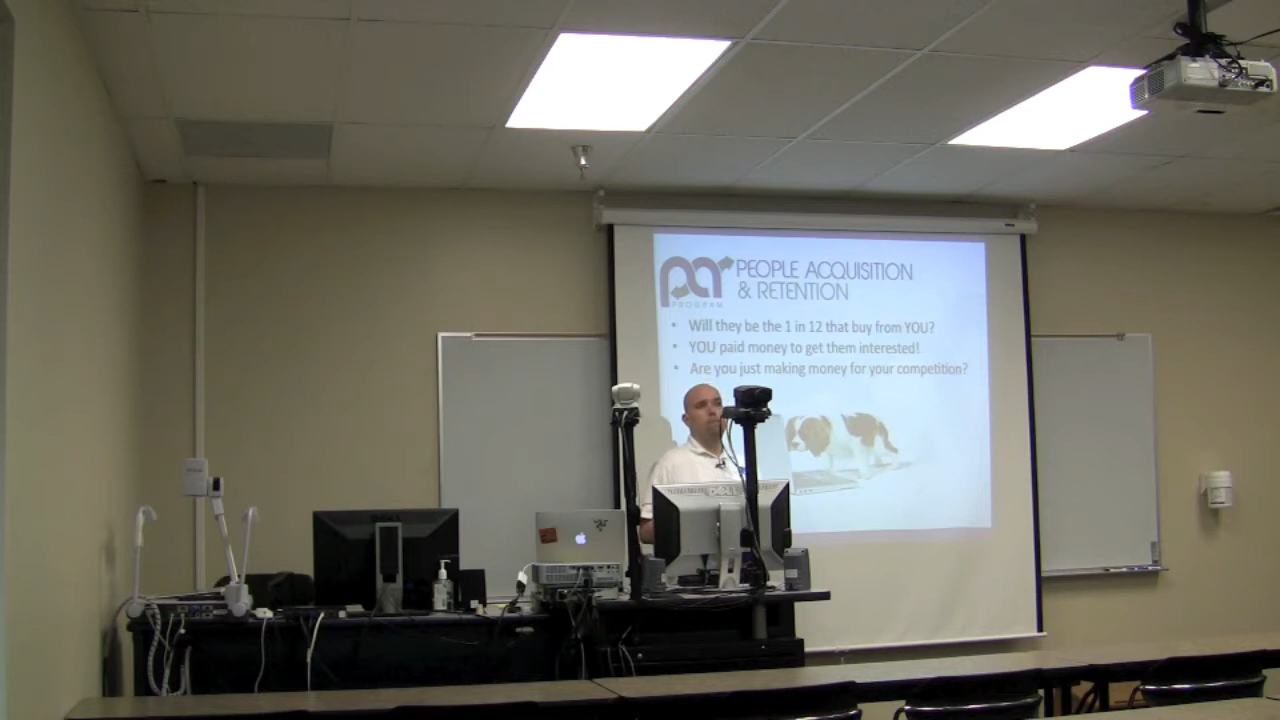 par PEOPLE ACQUISITION
& RETENTION
PROGRAM
• Will they be the 1 in 12 that buy from YOU?
• YOU paid money to get them interested!
• Are you just making money for your competition?
DELL